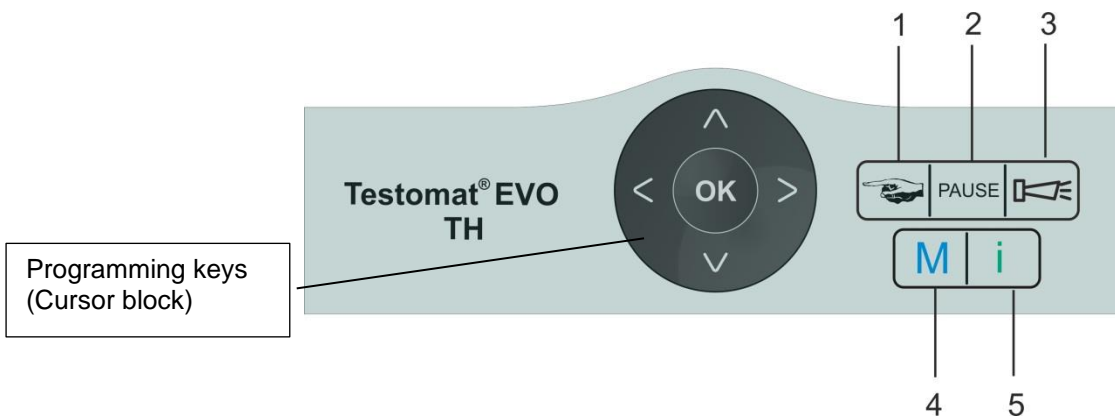 1 2 3
Testomat® EVO
TH
OK
PAUSE
M i
Programming keys
(Cursor block)
4 5